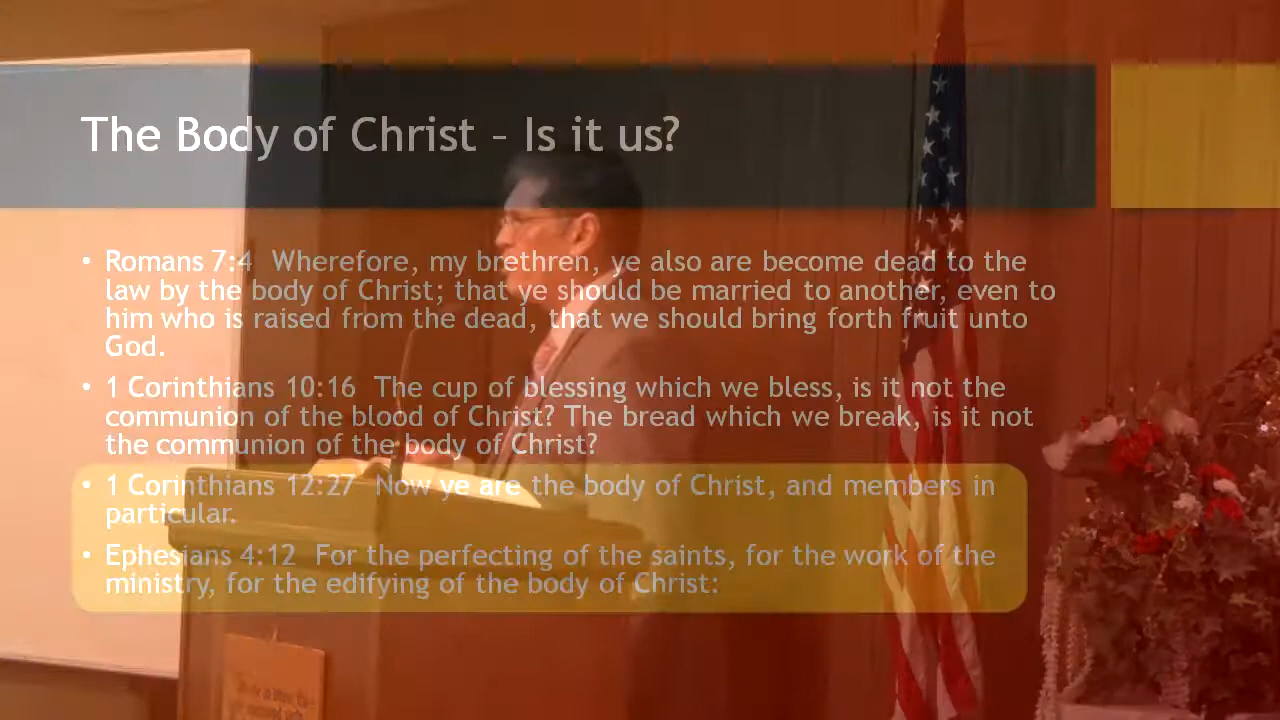 The Body of Christ – Is it us?
• Romans 7:4 Wherefore, my brethren, ye also are become dead to the
law by the body of Christ; that ye should be married to another, even to
him who is raised from the dead, that we should bring forth fruit unto
God.
• 1 Corinthians 10:16 The cup of blessing which we bless, is it not the
communion of the blood of Christ? The bread which we break, is it not
the communion of the body of Christ?
• 1 Corinthians 12:27 Now ye are the body of Christ, and members in
particular.
• Ephesians 4:12 For the perfecting of the saints, for the work of the
ministry, for the edifying of the body of Christ: